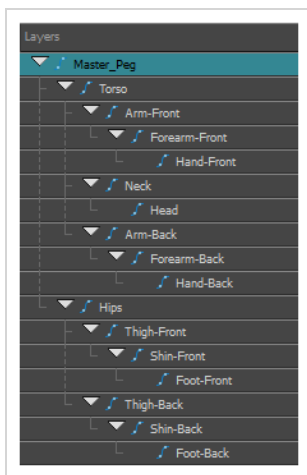 Layers
Master_Peg
Torso
Arm-Front
Forearm-Front
Hand-Front
Neck
Head
Arm-Back
Forearm-Back
Hand-Back
Hips
Thigh-Front
Shin-Front
Foot-Front
Thigh-Back
Shin-Back
Foot-Back